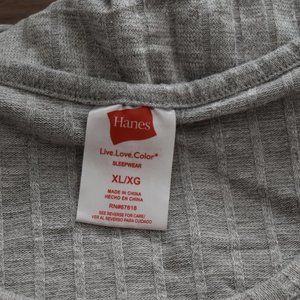 Hanes
Live.Love.Color®
SLEEPWEAR
XL/XG
MADE IN CHINA
HECHO EN CHINA
RN#67618
SEE REVERSE FOR CARE/
VER AL REVERSO PARA CUIDADO